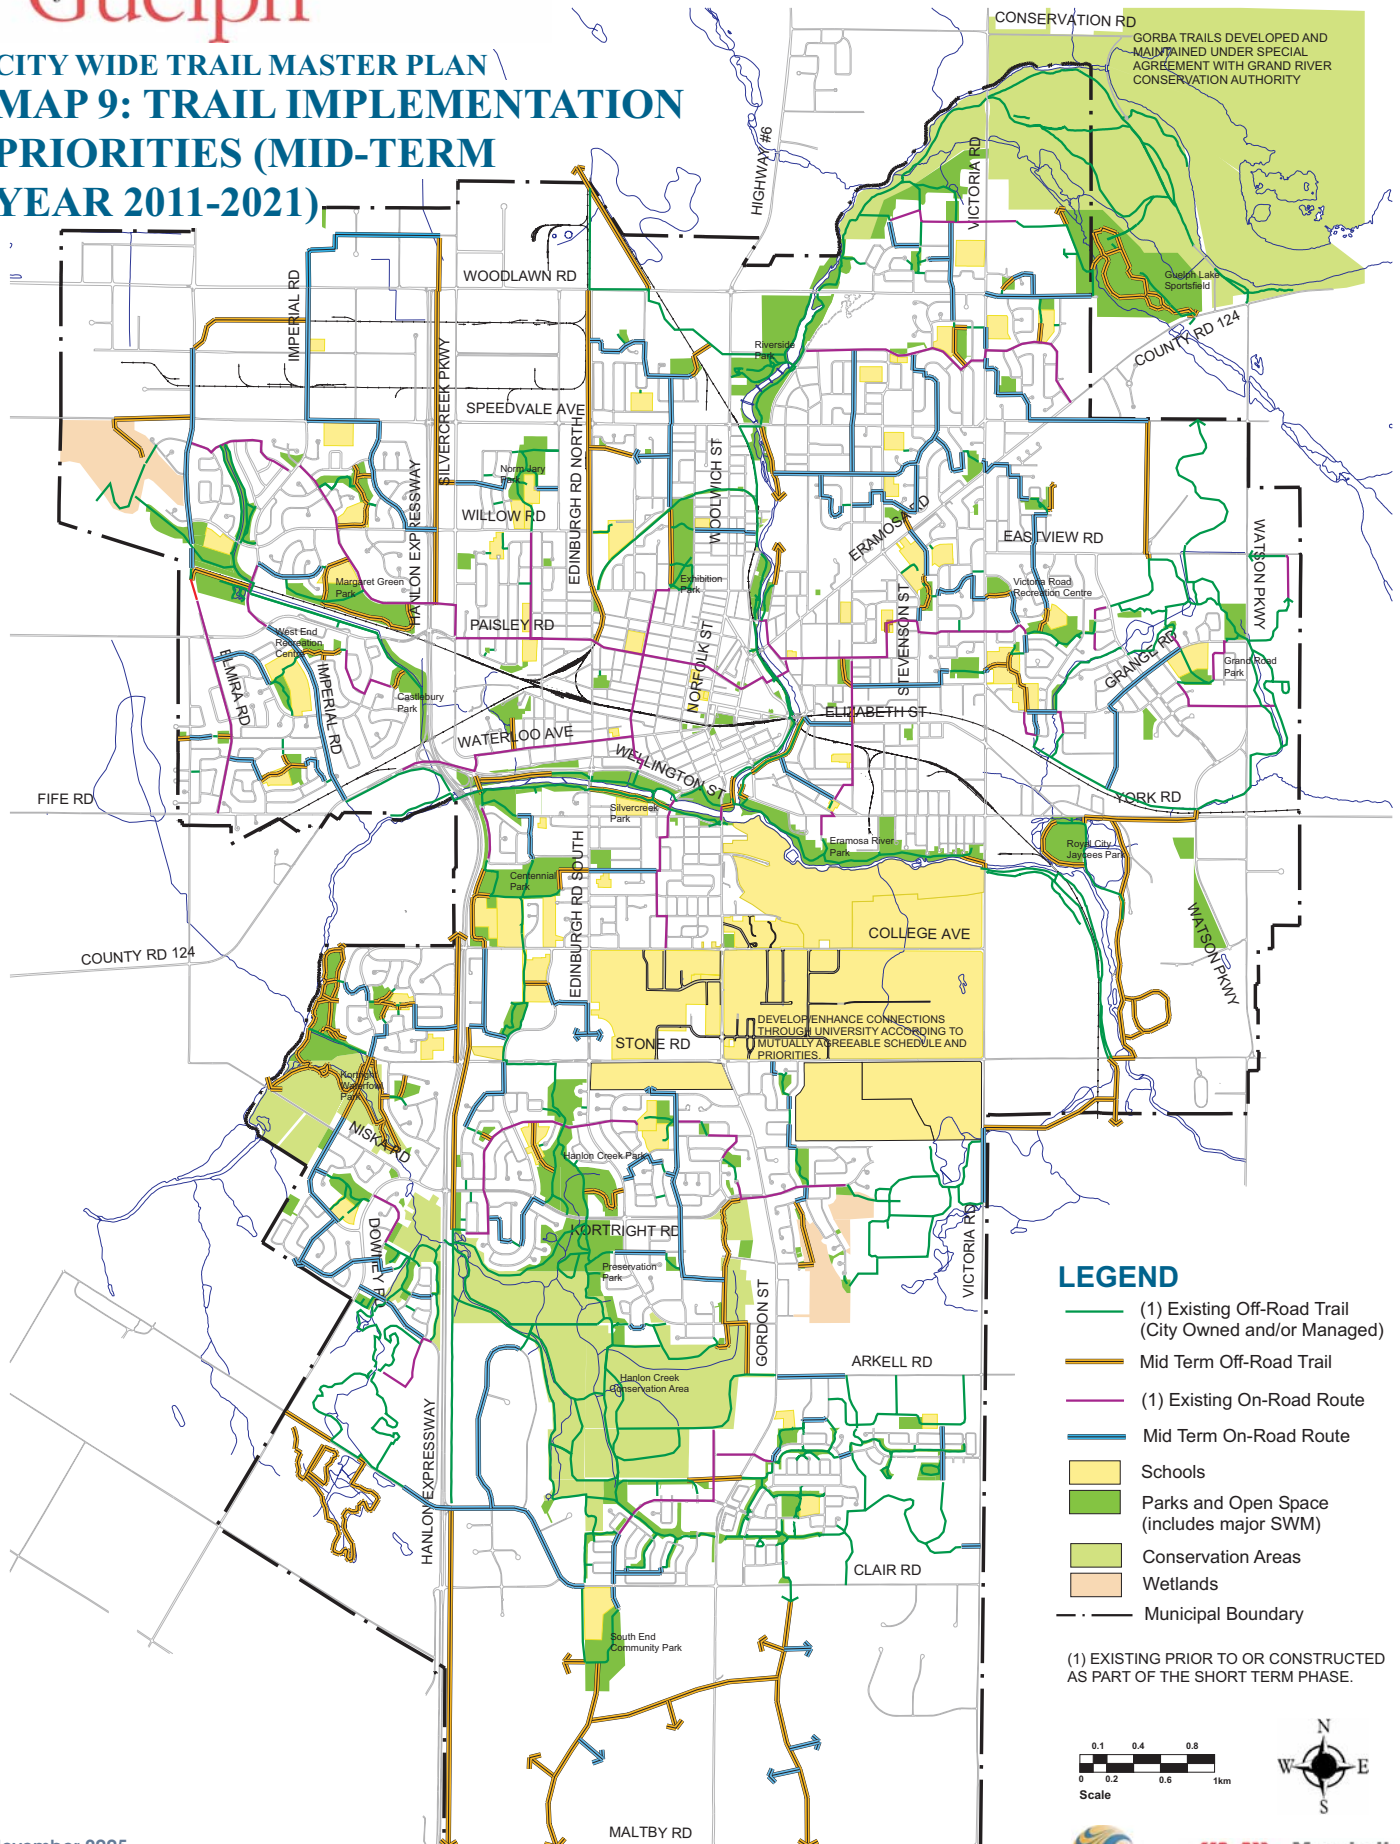 Guelph
CITY WIDE TRAIL MASTER PLAN
MAP 9: TRAIL IMPLEMENTATION
PRIORITIES (MID-TERM
YEAR 2011-2021)
CONSERVATION RD
GORBA TRAILS DEVELOPED AND
MAINTAINED UNDER SPECIAL
AGREEMENT WITH GRAND RIVER
CONSERVATION AUTHORITY
HIGHWAY #6
VICTORIA RD
WOODLAWN RD
IMPERIAL RD
Guelph Lake
Sportsfield
COUNTY RD 124
SILVERCREEK PKWY
Riverside
Park
SPEEDVALE AVE
EDINBURGH RD NORTH
HANLON EXPRESSWAY
Norm Jary
Park
WOOLWICH ST
WILLOW RD
ERAMOSA RD
EASTVIEW RD
WATSON PKWY
Margaret Green
Park
Exhibition
Park
Victoria Road
Recreation Centre
STEVENSON ST
PAISLEY RD
West End
Recreation
Centre
NORFOLK ST
GRANGE RD
Grand Road
Park
ELMIRA RD
IMPERIAL RD
Castlebury
Park
ELIZABETH ST
WATERLOO AVE
WELLINGTON ST
FIFE RD
YORK RD
Silvercreek
Park
Eramosa River
Park
Royal City
Jaycees Park
EDINBURGH RD SOUTH
Centennial
Park
WATSON PKWY
COLLEGE AVE
COUNTY RD 124
DEVELOP/ENHANCE CONNECTIONS
THROUGH UNIVERSITY ACCORDING TO
MUTUALLY AGREEABLE SCHEDULE AND
PRIORITIES.
STONE RD
Kortright
Waterfowl
Park
NISKA RD
Hanlon Creek Park
DOWNEY RD
KORTRIGHT RD
VICTORIA RD
Preservation
Park
GORDON ST
ARKELL RD
Hanlon Creek
Conservation Area
HANLON EXPRESSWAY
CLAIR RD
South End
Community Park
MALTBY RD
LEGEND
(1) Existing Off-Road Trail
(City Owned and/or Managed)
Mid Term Off-Road Trail
(1) Existing On-Road Route
Mid Term On-Road Route
Schools
Parks and Open Space
(includes major SWM)
Conservation Areas
Wetlands
Municipal Boundary
(1) EXISTING PRIOR TO OR CONSTRUCTED
AS PART OF THE SHORT TERM PHASE.
0.1 0.4 0.8
0 0.2 0.6 1km
Scale
N
W E
S